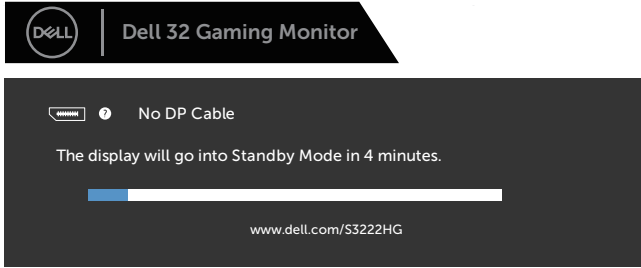 DELL
Dell 32 Gaming Monitor
? No DP Cable
The display will go into Standby Mode in 4 minutes.
www.dell.com/S3222HG